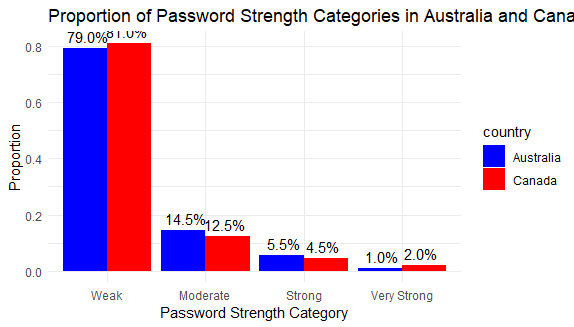 Proportion of Password Strength Categories in Australia and Cana
79.0% 81.0%
0.8
0.6
0.4
0.2
0.0
Proportion
14.5% 12.5%
5.5% 4.5%
1.0% 2.0%
country
Australia
Canada
Weak Moderate Strong Very Strong
Password Strength Category